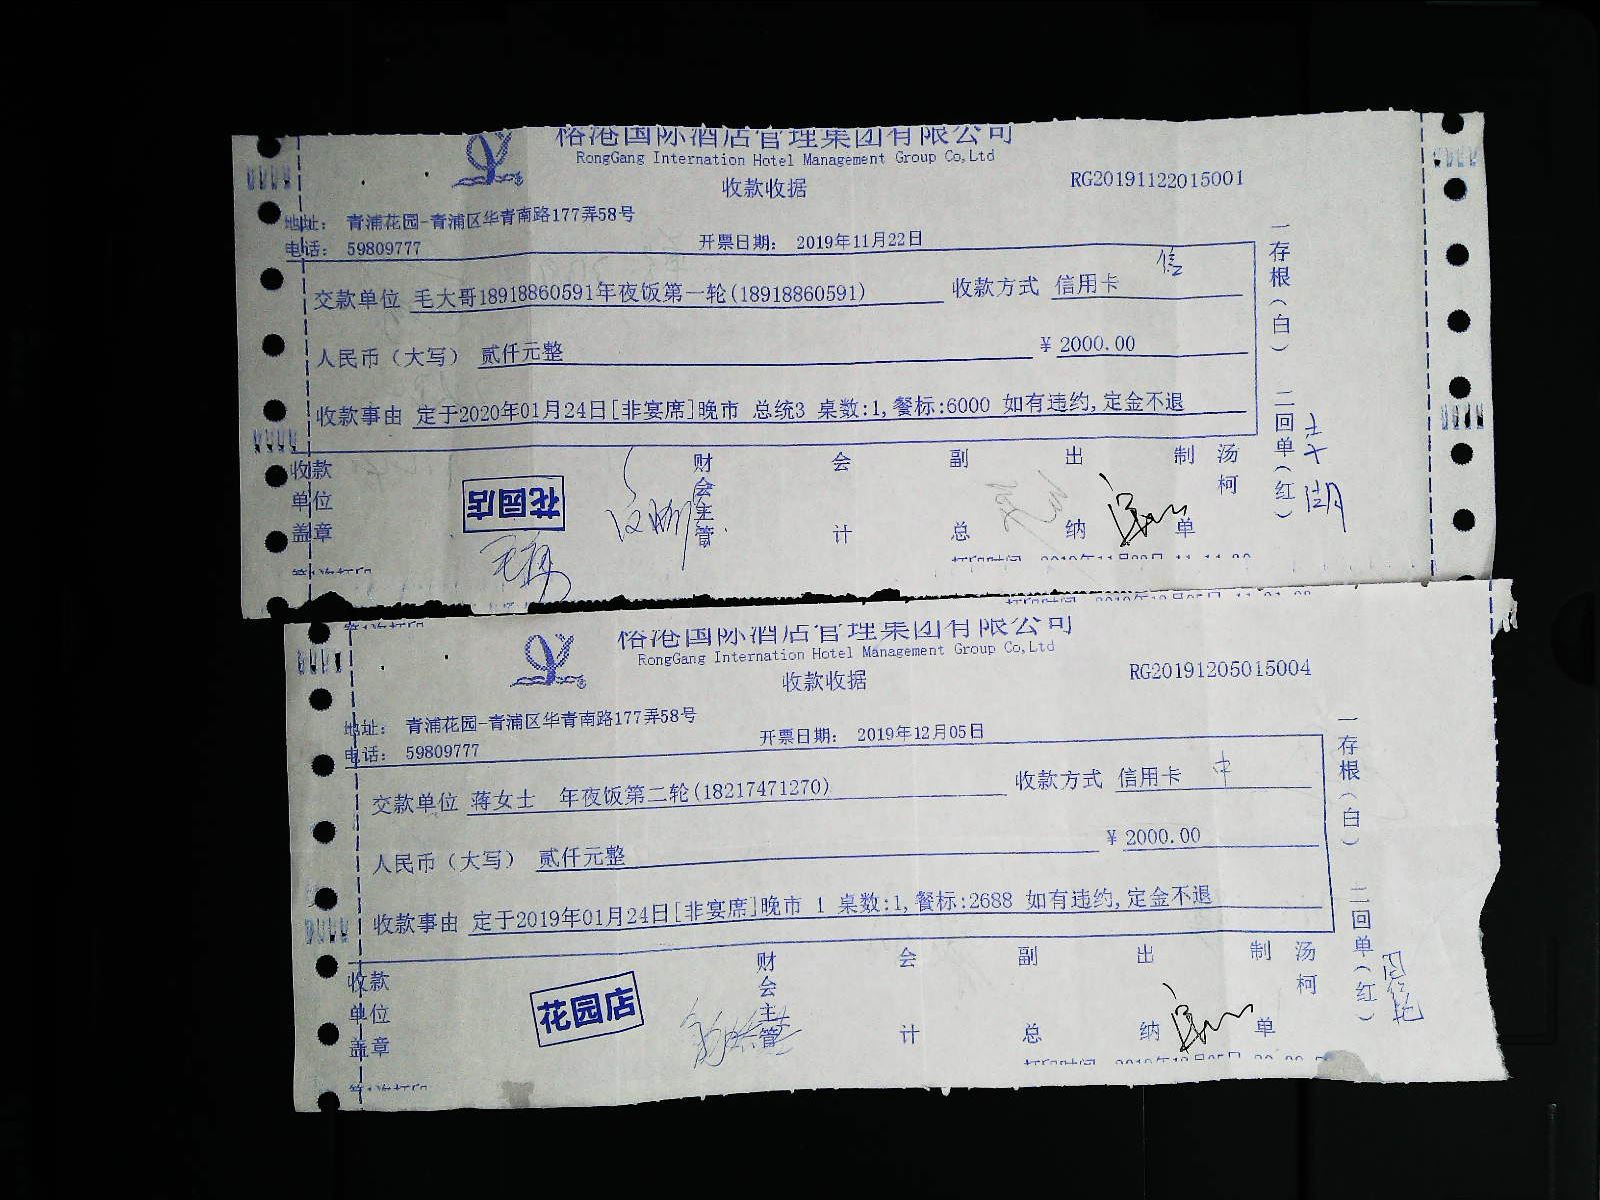 榕港国际酒店管理集团有限公司
RongGang Internation Hotel Management Group Co,Ltd
收款收据
RG20191122015001
地址： 青浦花园-青浦区华青南路177弄58号
电话： 59809777
开票日期： 2019年11月22日
交款单位 毛大哥18918860591年夜饭第一轮(18918860591) 收款方式 信用卡
人民币（大写） 贰仟元整 ¥ 2000.00
收款事由 定于2020年01月24日[非宴席]晚市 总统3 桌数:1,餐标:6000 如有违约,定金不退
一存根（白） 二回单（红）
收款单位盖章
花园店
财会主管
会计
副总
出纳
制单
汤柯
榕港国际酒店管理集团有限公司
RongGang Internation Hotel Management Group Co,Ltd
收款收据
RG20191205015004
地址： 青浦花园-青浦区华青南路177弄58号
电话： 59809777
开票日期： 2019年12月05日
交款单位 蒋女士 年夜饭第二轮(18217471270) 收款方式 信用卡
人民币（大写） 贰仟元整 ¥ 2000.00
收款事由 定于2019年01月24日[非宴席]晚市 1 桌数:1,餐标:2688 如有违约,定金不退
一存根（白） 二回单（红）
收款单位盖章
花园店
财会主管
会计
副总
出纳
制单
汤柯